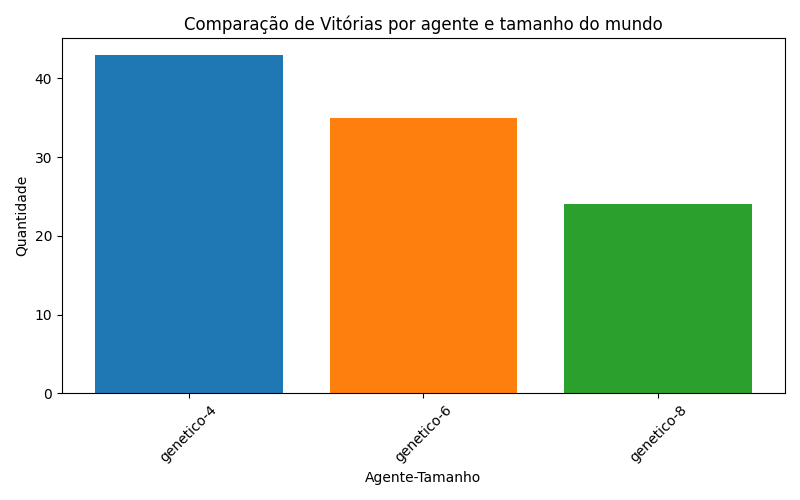 Comparação de Vitórias por agente e tamanho do mundo
Quantidade
40
30
20
10
0
genetico-4
genetico-6
genetico-8
Agente-Tamanho